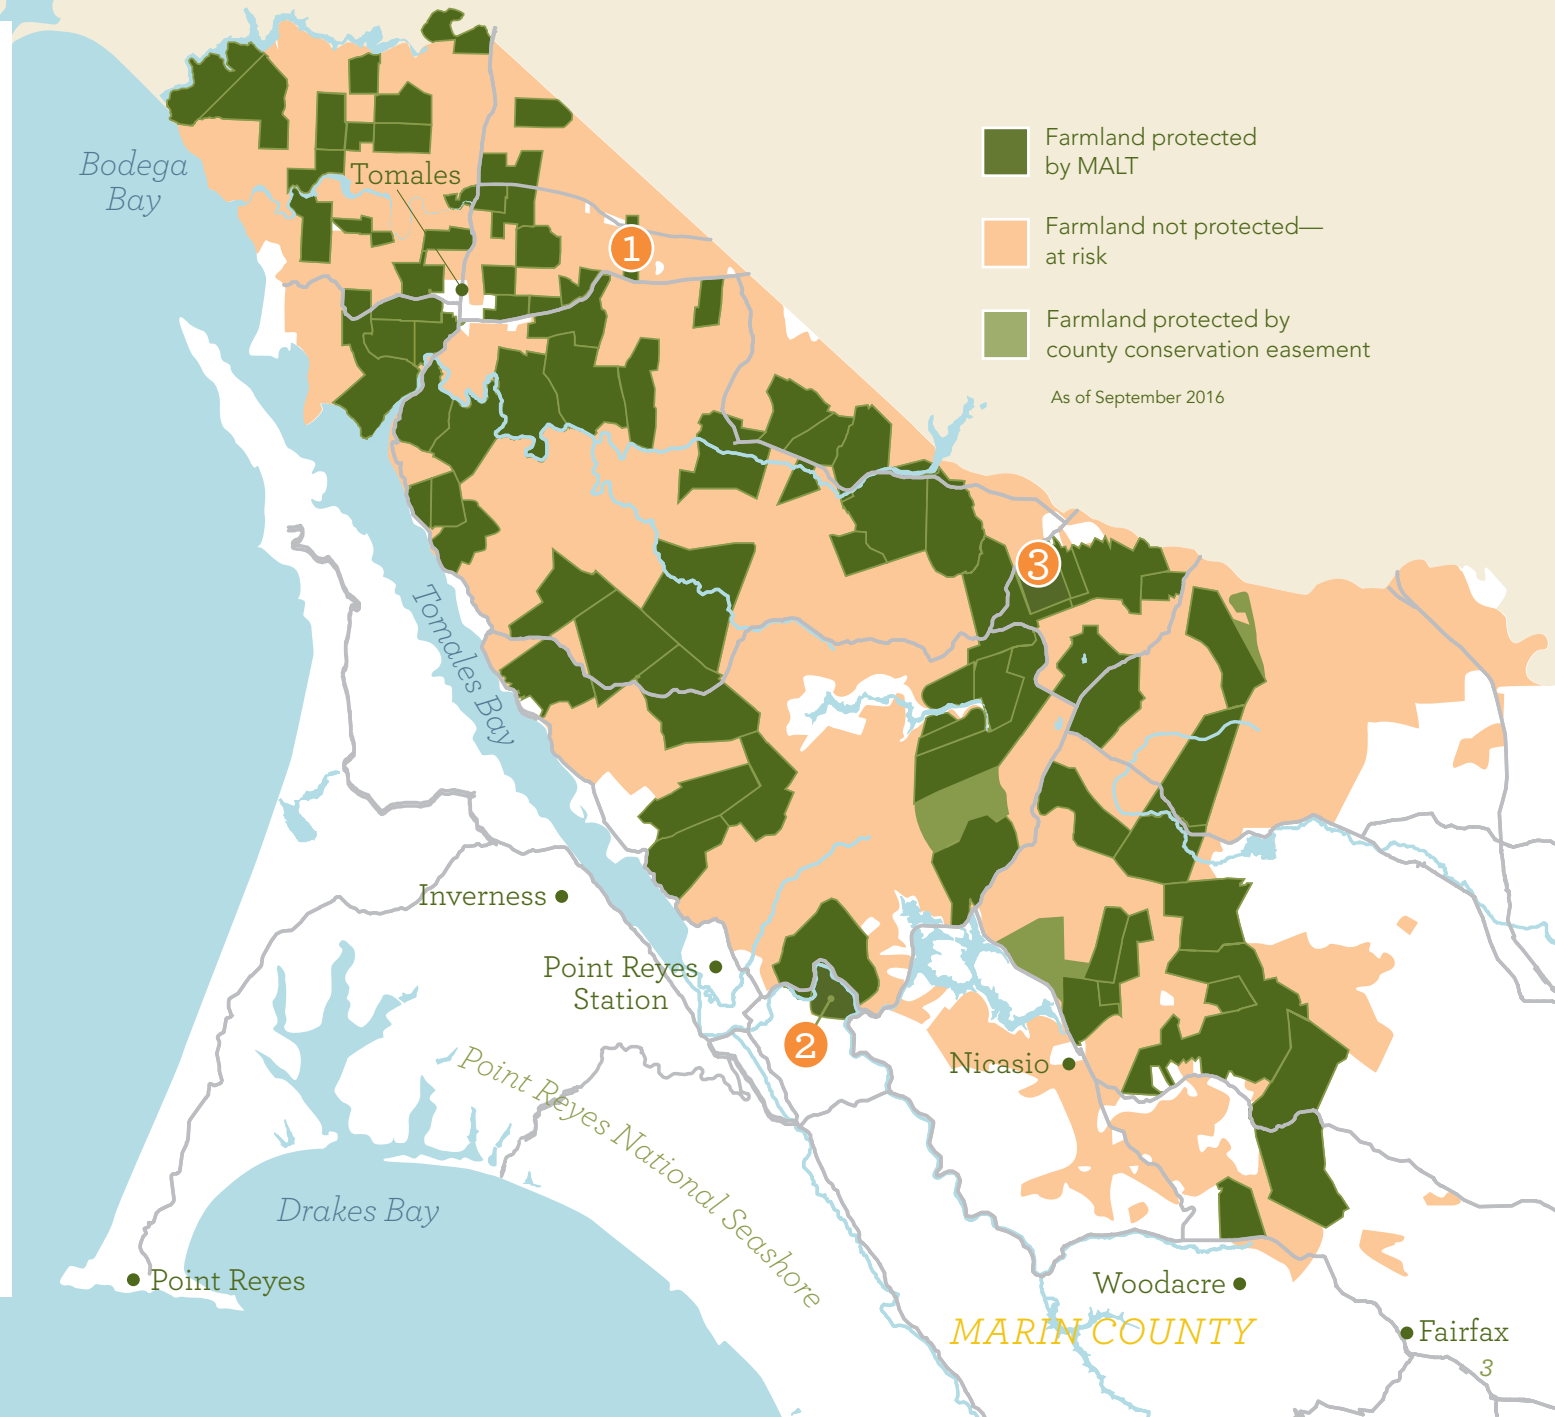 Bodega
Bay
Tomales
1
Farmland protected
by MALT
Farmland not protected—
at risk
Farmland protected by
county conservation easement
As of September 2016
3
Tomales Bay
Inverness
Point Reyes
Station
2
Nicasio
Point Reyes National Seashore
Drakes Bay
Point Reyes
Woodacre
MARIN COUNTY
Fairfax
3